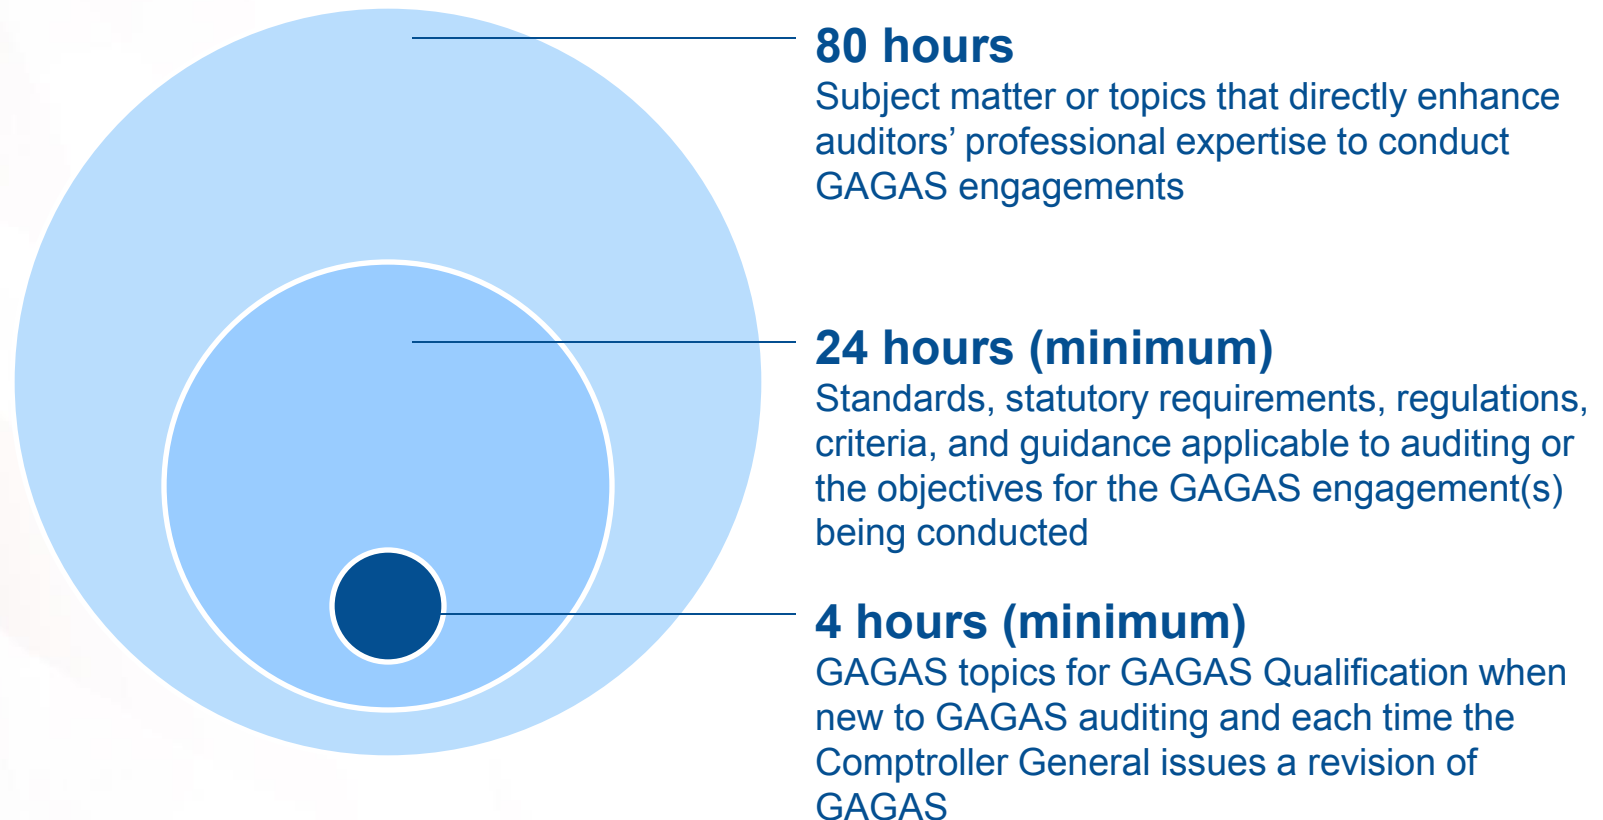 80 hours
Subject matter or topics that directly enhance
auditors’ professional expertise to conduct
GAGAS engagements
24 hours (minimum)
Standards, statutory requirements, regulations,
criteria, and guidance applicable to auditing or
the objectives for the GAGAS engagement(s)
being conducted
4 hours (minimum)
GAGAS topics for GAGAS Qualification when
new to GAGAS auditing and each time the
Comptroller General issues a revision of
GAGAS